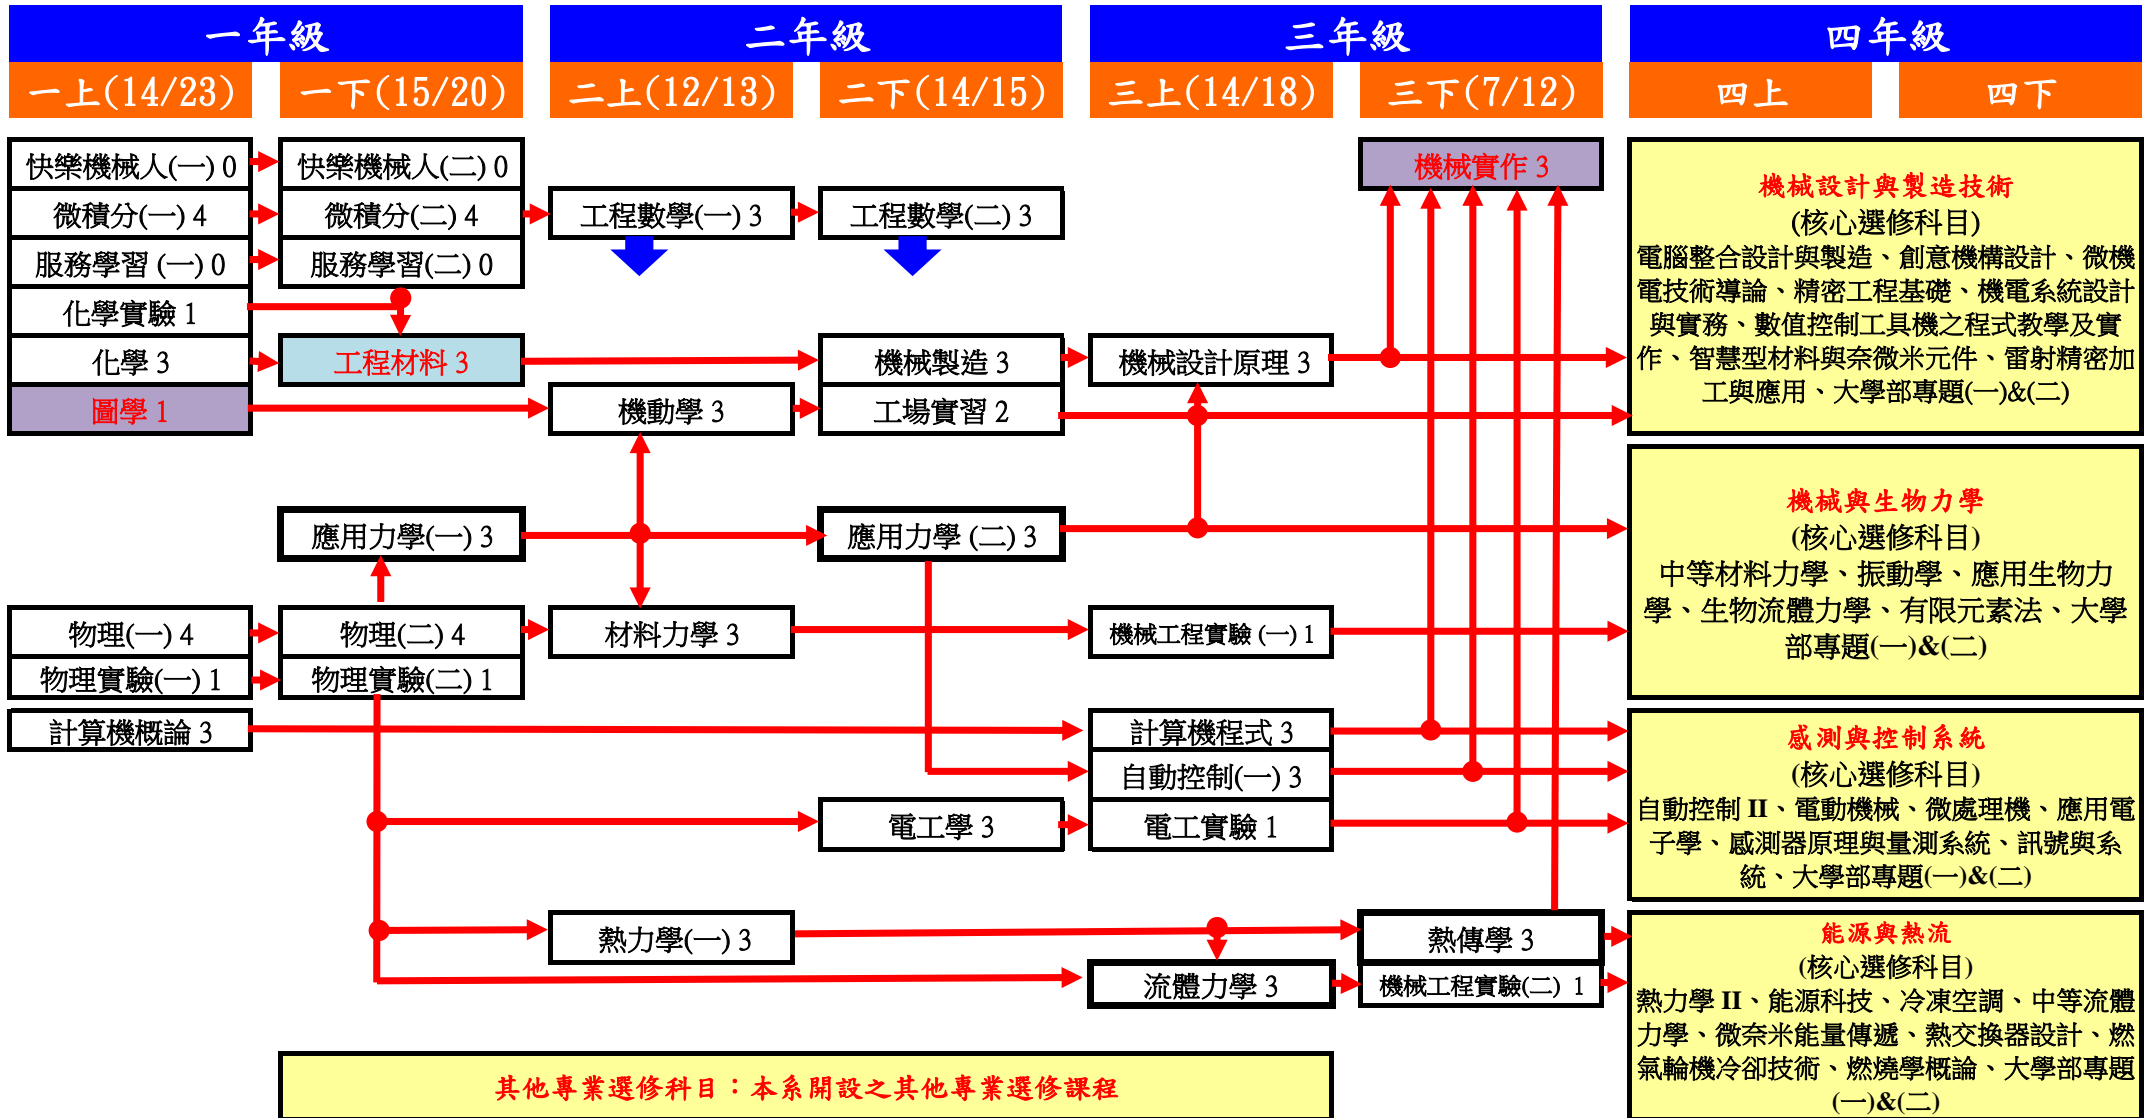 一年級
二年級
三年級
四年級
一上(14/23)
一下(15/20)
二上(12/13)
二下(14/15)
三上(14/18)
三下(7/12)
四上
四下
快樂機械人(一) 0
快樂機械人(二) 0
機械實作 3
微積分(一) 4
微積分(二) 4
工程數學(一) 3
工程數學(二) 3
服務學習 (一) 0
服務學習(二) 0
化學實驗 1
化學 3
工程材料 3
機械製造 3
機械設計原理 3
圖學 1
機動學 3
工場實習 2
應用力學(一) 3
應用力學 (二) 3
物理(一) 4
物理(二) 4
材料力學 3
機械工程實驗 (一) 1
物理實驗(一) 1
物理實驗(二) 1
計算機概論 3
計算機程式 3
自動控制(一) 3
電工學 3
電工實驗 1
熱力學(一) 3
熱傳學 3
流體力學 3
機械工程實驗(二) 1
機械設計與製造技術
(核心選修科目)
電腦整合設計與製造、創意機構設計、微機
電技術導論、精密工程基礎、機電系統設計
與實務、數值控制工具機之程式教學及實
作、智慧型材料與奈微米元件、雷射精密加
工與應用、大學部專題(一)&(二)
機械與生物力學
(核心選修科目)
中等材料力學、振動學、應用生物力
學、生物流體力學、有限元素法、大學
部專題(一)&(二)
感測與控制系統
(核心選修科目)
自動控制 II、電動機械、微處理機、應用電
子學、感測器原理與量測系統、訊號與系
統、大學部專題(一)&(二)
能源與熱流
(核心選修科目)
熱力學 II、能源科技、冷凍空調、中等流體
力學、微奈米能量傳遞、熱交換器設計、燃
氣輪機冷卻技術、燃燒學概論、大學部專題
(一)&(二)
其他專業選修科目：本系開設之其他專業選修課程